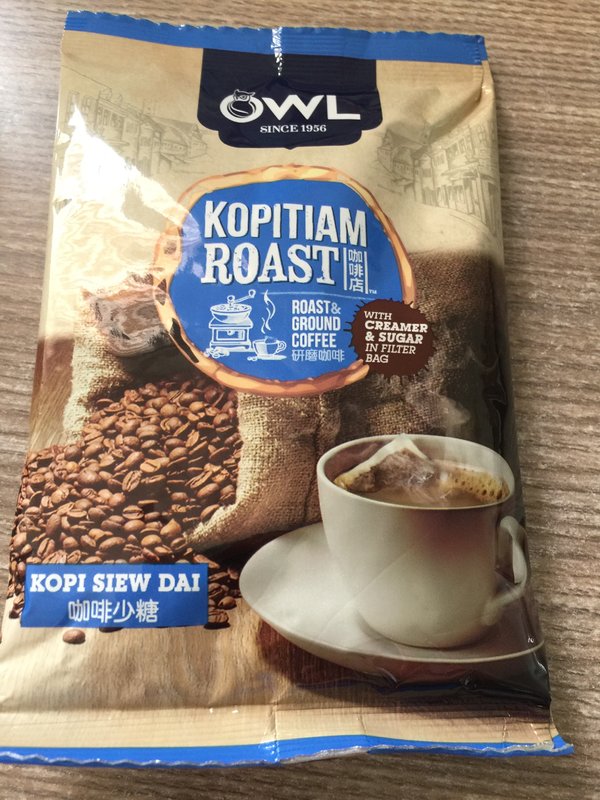 OWL
SINCE 1956
KOPITIAM
ROAST
咖啡店
TM
ROAST &
GROUND
COFFEE
研磨咖啡
WITH
CREAMER
& SUGAR
IN FILTER
BAG
KOPI SIEW DAI
咖啡少糖